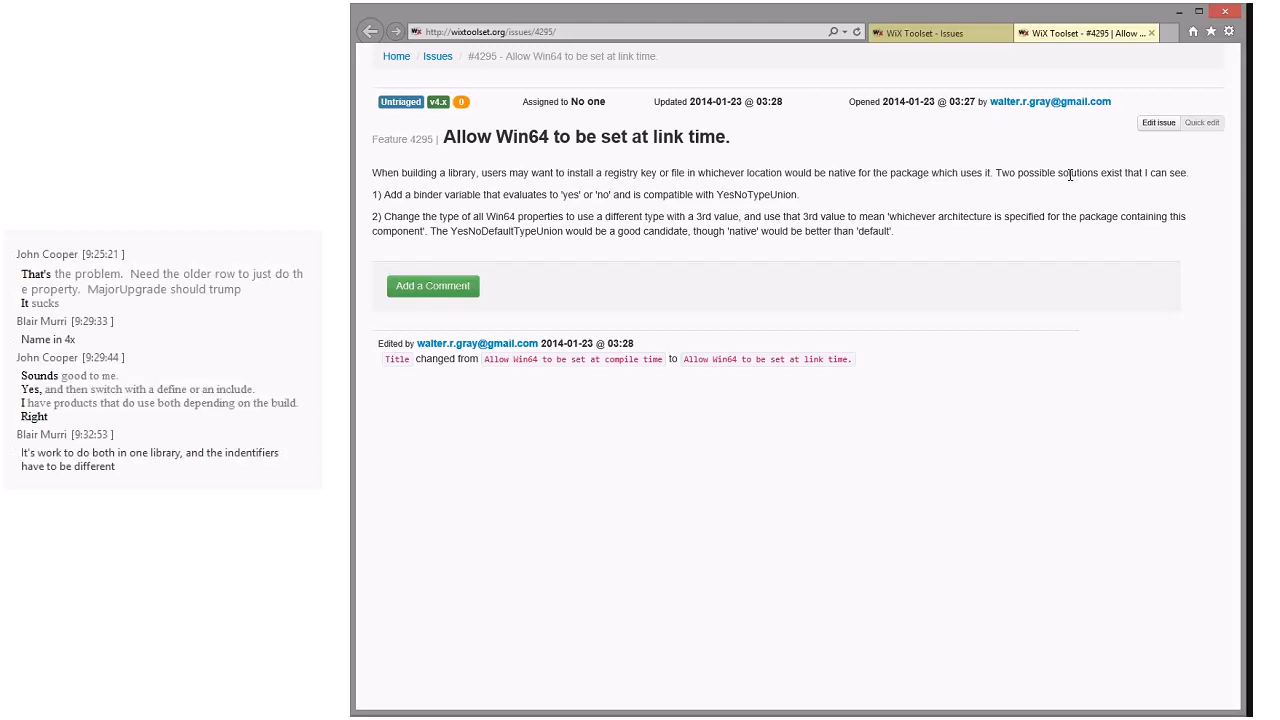 John Cooper [9:25:21 ]
That's the problem.  Need the older row to just do th
e property.  MajorUpgrade should trump
It sucks
Blair Murri [9:29:33 ]
Name in 4x
John Cooper [9:29:44 ]
Sounds good to me.
Yes, and then switch with a define or an include.
I have products that do use both depending on the build.
Right
Blair Murri [9:32:53 ]
It's work to do both in one library, and the indentifiers
have to be different
http://wixtoolset.org/issues/4295/
WiX Toolset - Issues
WiX Toolset - #4295 | Allow ...
Home / Issues / #4295 - Allow Win64 to be set at link time.
Untriaged v4.x 0 Assigned to No one Updated 2014-01-23 @ 03:28 Opened 2014-01-23 @ 03:27 by walter.r.gray@gmail.com
Edit issue Quick edit
Feature 4295 | Allow Win64 to be set at link time.
When building a library, users may want to install a registry key or file in whichever location would be native for the package which uses it. Two possible solutions exist that I can see.
1) Add a binder variable that evaluates to 'yes' or 'no' and is compatible with YesNoTypeUnion.
2) Change the type of all Win64 properties to use a different type with a 3rd value, and use that 3rd value to mean 'whichever architecture is specified for the package containing this
component'. The YesNoDefaultTypeUnion would be a good candidate, though 'native' would be better than 'default'.
Add a Comment
Edited by walter.r.gray@gmail.com 2014-01-23 @ 03:28
Title changed from Allow Win64 to be set at compile time to Allow Win64 to be set at link time.